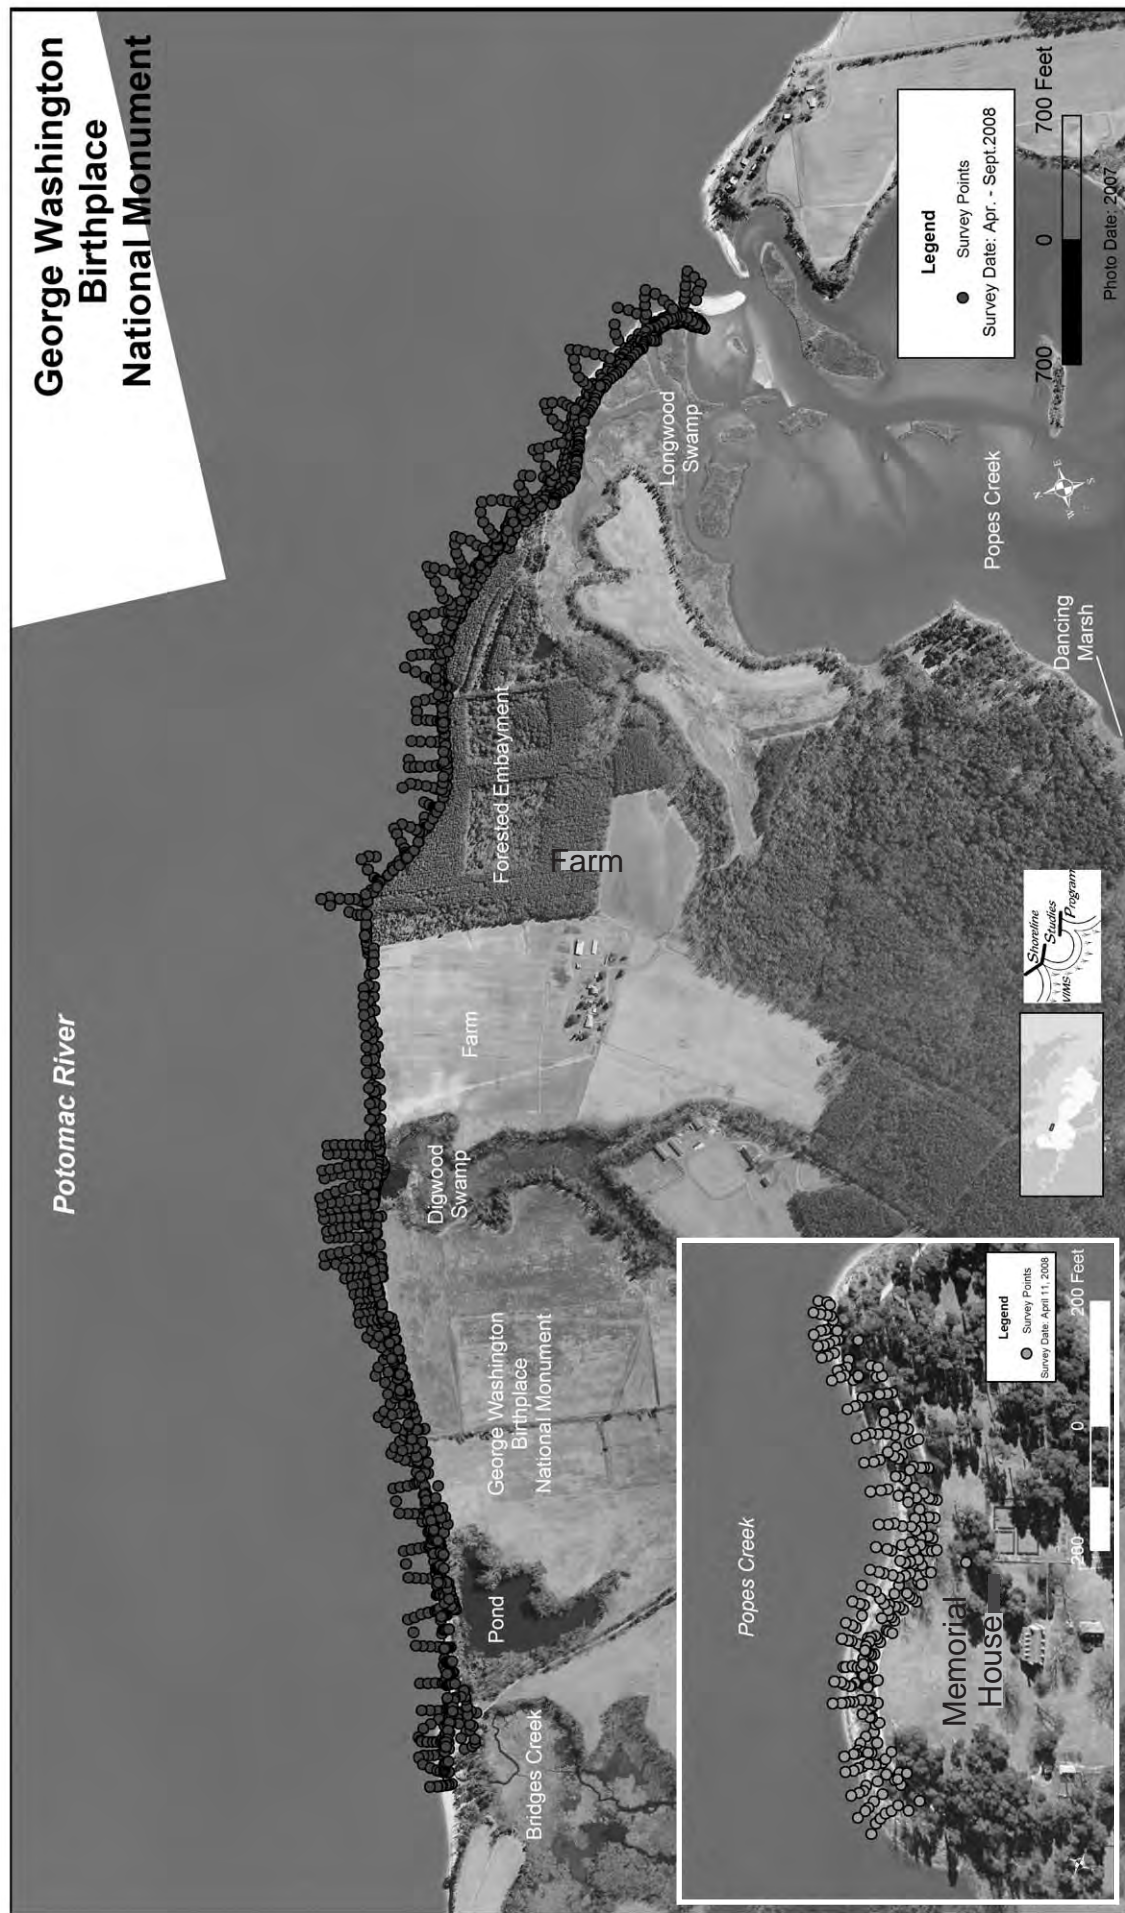 George Washington
Birthplace
National Monument
Potomac River
Bridges Creek
Pond
George Washington
Birthplace
National Monument
Digwood
Swamp
Farm
Forested Embayment
Farm
Longwood
Swamp
Popes Creek
Dancing
Marsh
N
E
S
W
Legend
Survey Points
Survey Date: Apr. - Sept.2008
700
0
700 Feet
Photo Date: 2007
Shoreline
Studies
Program
VIMS
Popes Creek
Memorial
House
Legend
Survey Points
Survey Date: April 11, 2008
200
0
200 Feet